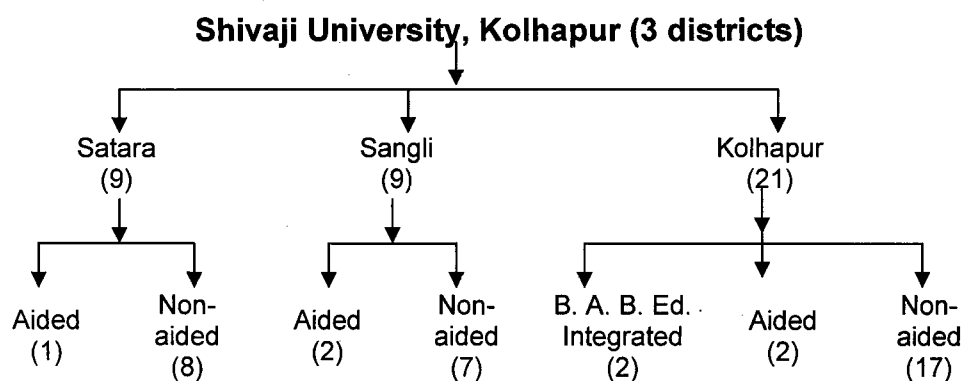 Shivaji University, Kolhapur (3 districts)
Satara
(9)
Sangli
(9)
Kolhapur
(21)
Aided
(1)
Non-
aided
(8)
Aided
(2)
Non-
aided
(7)
B. A. B. Ed.
Integrated
(2)
Aided
(2)
Non-
aided
(17)